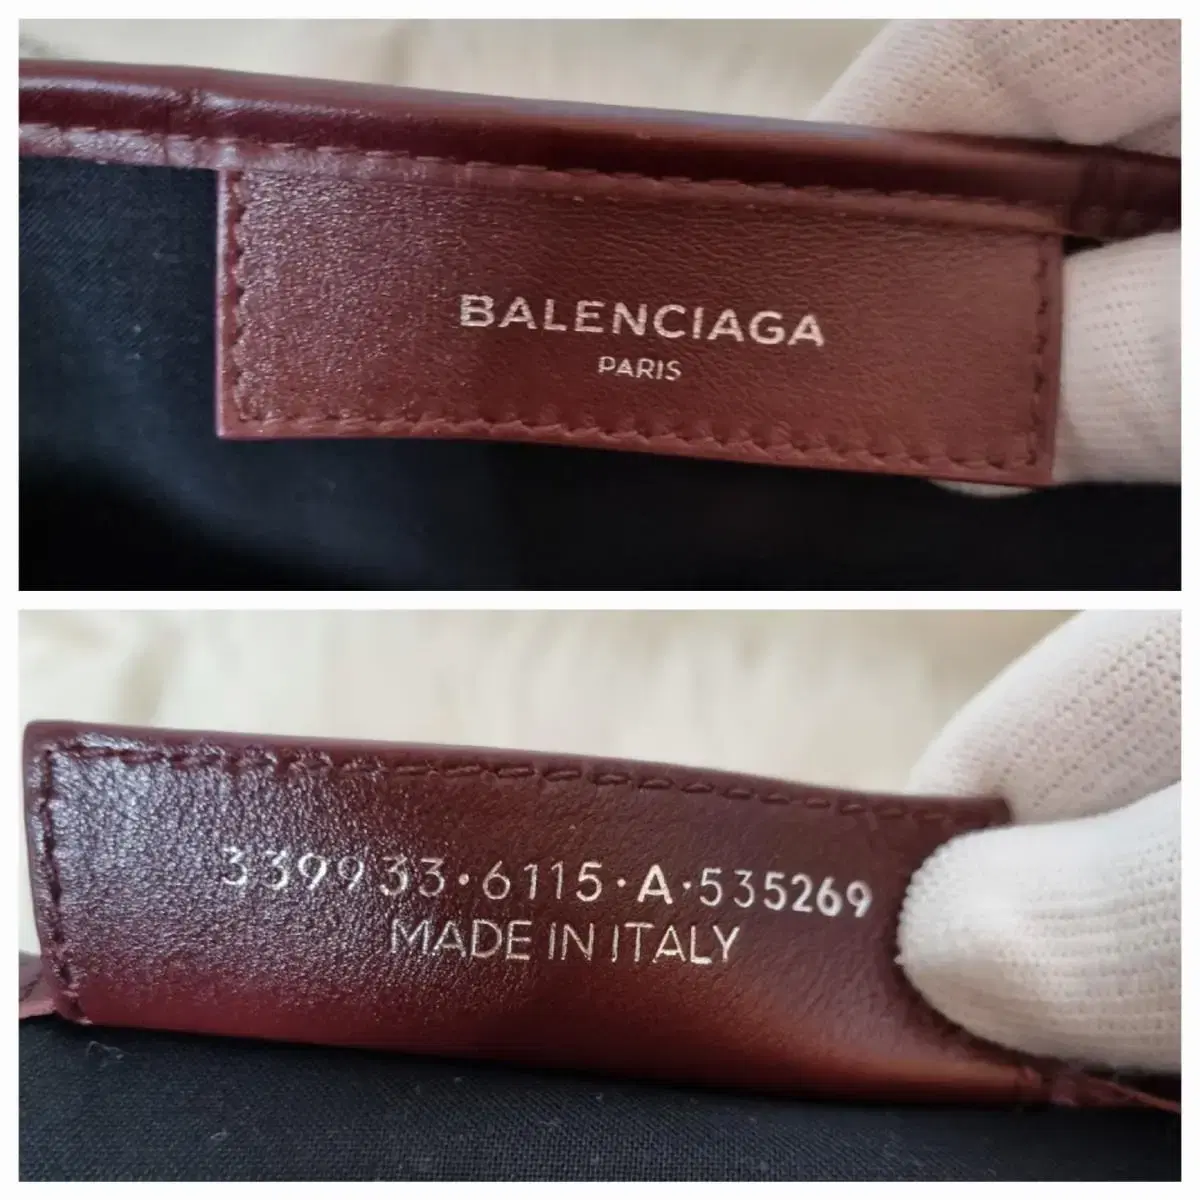 BALENCIAGA
PARIS
339933·6115·A·535269
MADE IN ITALY